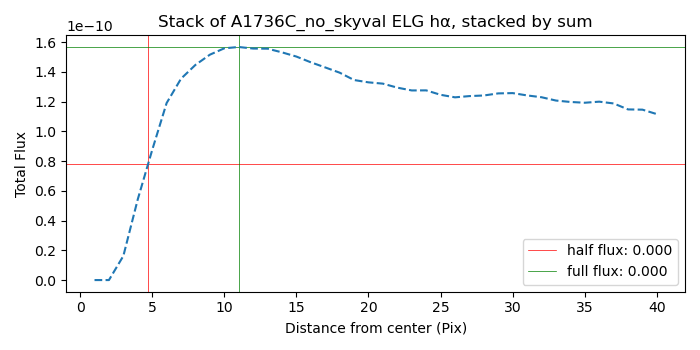 Stack of A1736C_no_skyval ELG hα, stacked by sum
1e−10
1.6
1.4
1.2
1.0
0.8
0.6
0.4
0.2
0.0
Total Flux
0 5 10 15 20 25 30 35 40
Distance from center (Pix)
half flux: 0.000
full flux: 0.000